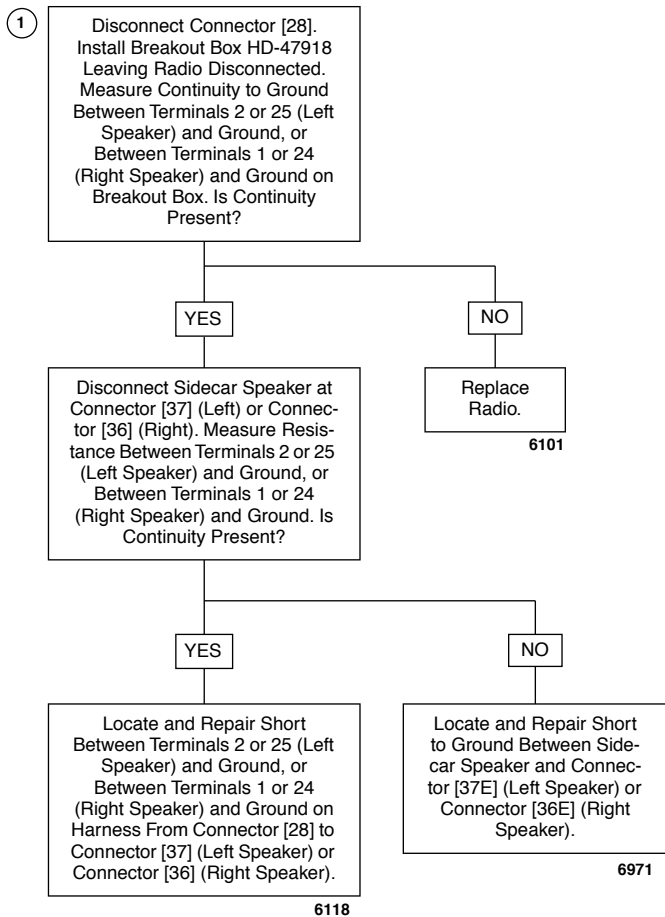 1
Disconnect Connector [28].
Install Breakout Box HD-47918
Leaving Radio Disconnected.
Measure Continuity to Ground
Between Terminals 2 or 25 (Left
Speaker) and Ground, or
Between Terminals 1 or 24
(Right Speaker) and Ground on
Breakout Box. Is Continuity
Present?
YES
NO
Disconnect Sidecar Speaker at
Connector [37] (Left) or Connec-
tor [36] (Right). Measure Resis-
tance Between Terminals 2 or 25
(Left Speaker) and Ground, or
Between Terminals 1 or 24
(Right Speaker) and Ground. Is
Continuity Present?
Replace
Radio.
6101
YES
NO
Locate and Repair Short
Between Terminals 2 or 25 (Left
Speaker) and Ground, or
Between Terminals 1 or 24
(Right Speaker) and Ground on
Harness From Connector [28] to
Connector [37] (Left Speaker) or
Connector [36] (Right Speaker).
6118
Locate and Repair Short
to Ground Between Side-
car Speaker and Connec-
tor [37E] (Left Speaker) or
Connector [36E] (Right
Speaker).
6971